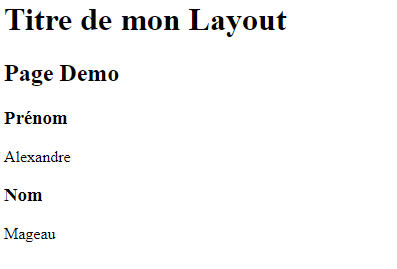 Titre de mon Layout
Page Demo
Prénom
Alexandre
Nom
Mageau